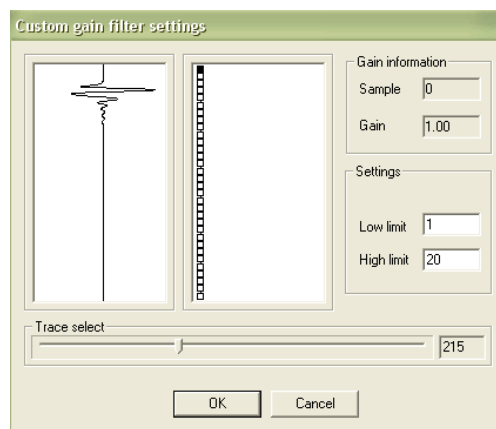 Custom gain filter settings
Gain information
Sample 0
Gain 1.00
Settings
Low limit 1
High limit 20
Trace select
215
OK Cancel